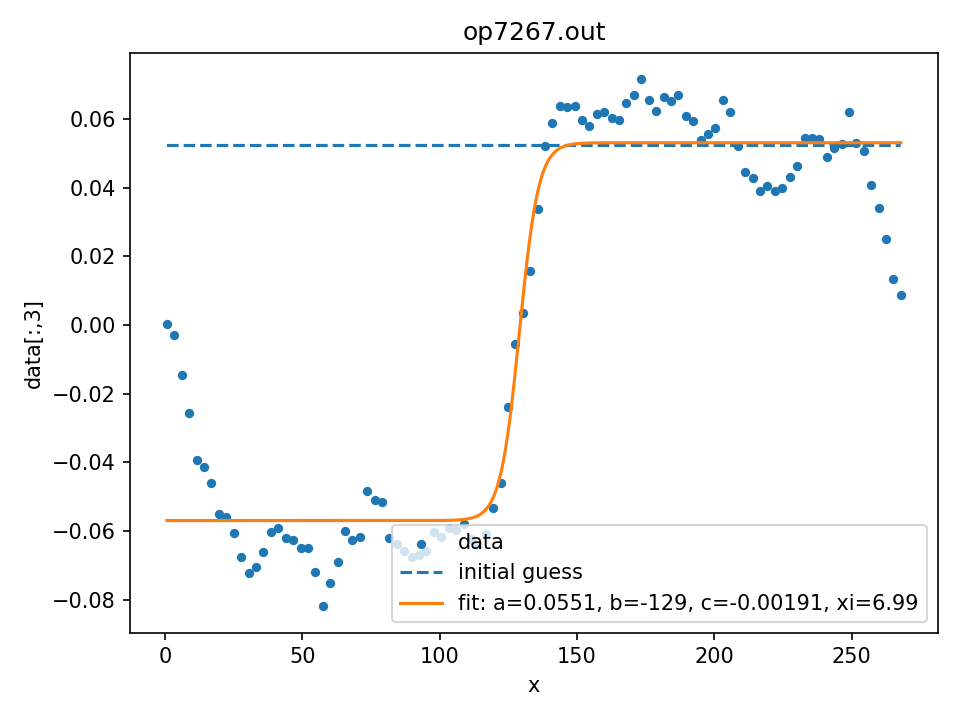 op7267.out
data[:,3]
0.06
0.04
0.02
0.00
−0.02
−0.04
−0.06
−0.08
data
initial guess
fit: a=0.0551, b=-129, c=-0.00191, xi=6.99
0 50 100 150 200 250
x